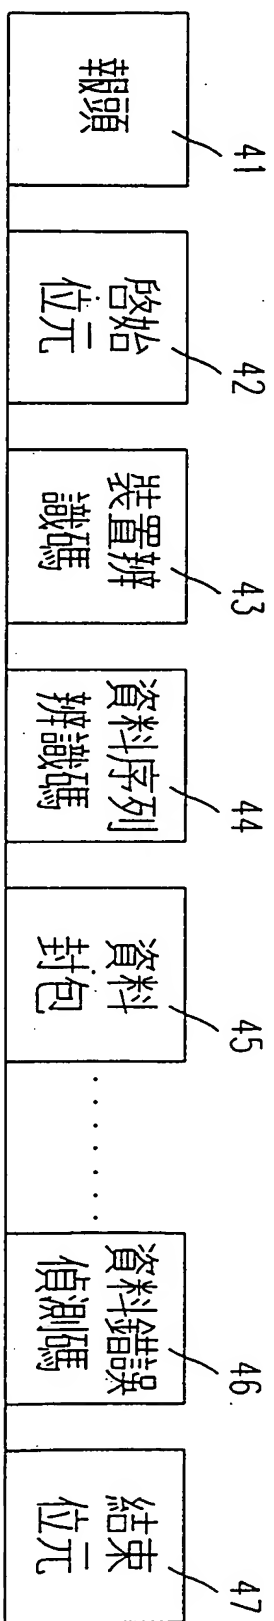 41
報頭
42
啓始
位元
43
裝置辨
識碼
44
資料序列
辨識碼
45
資料
封包
46
資料錯誤
偵測碼
47
結束
位元